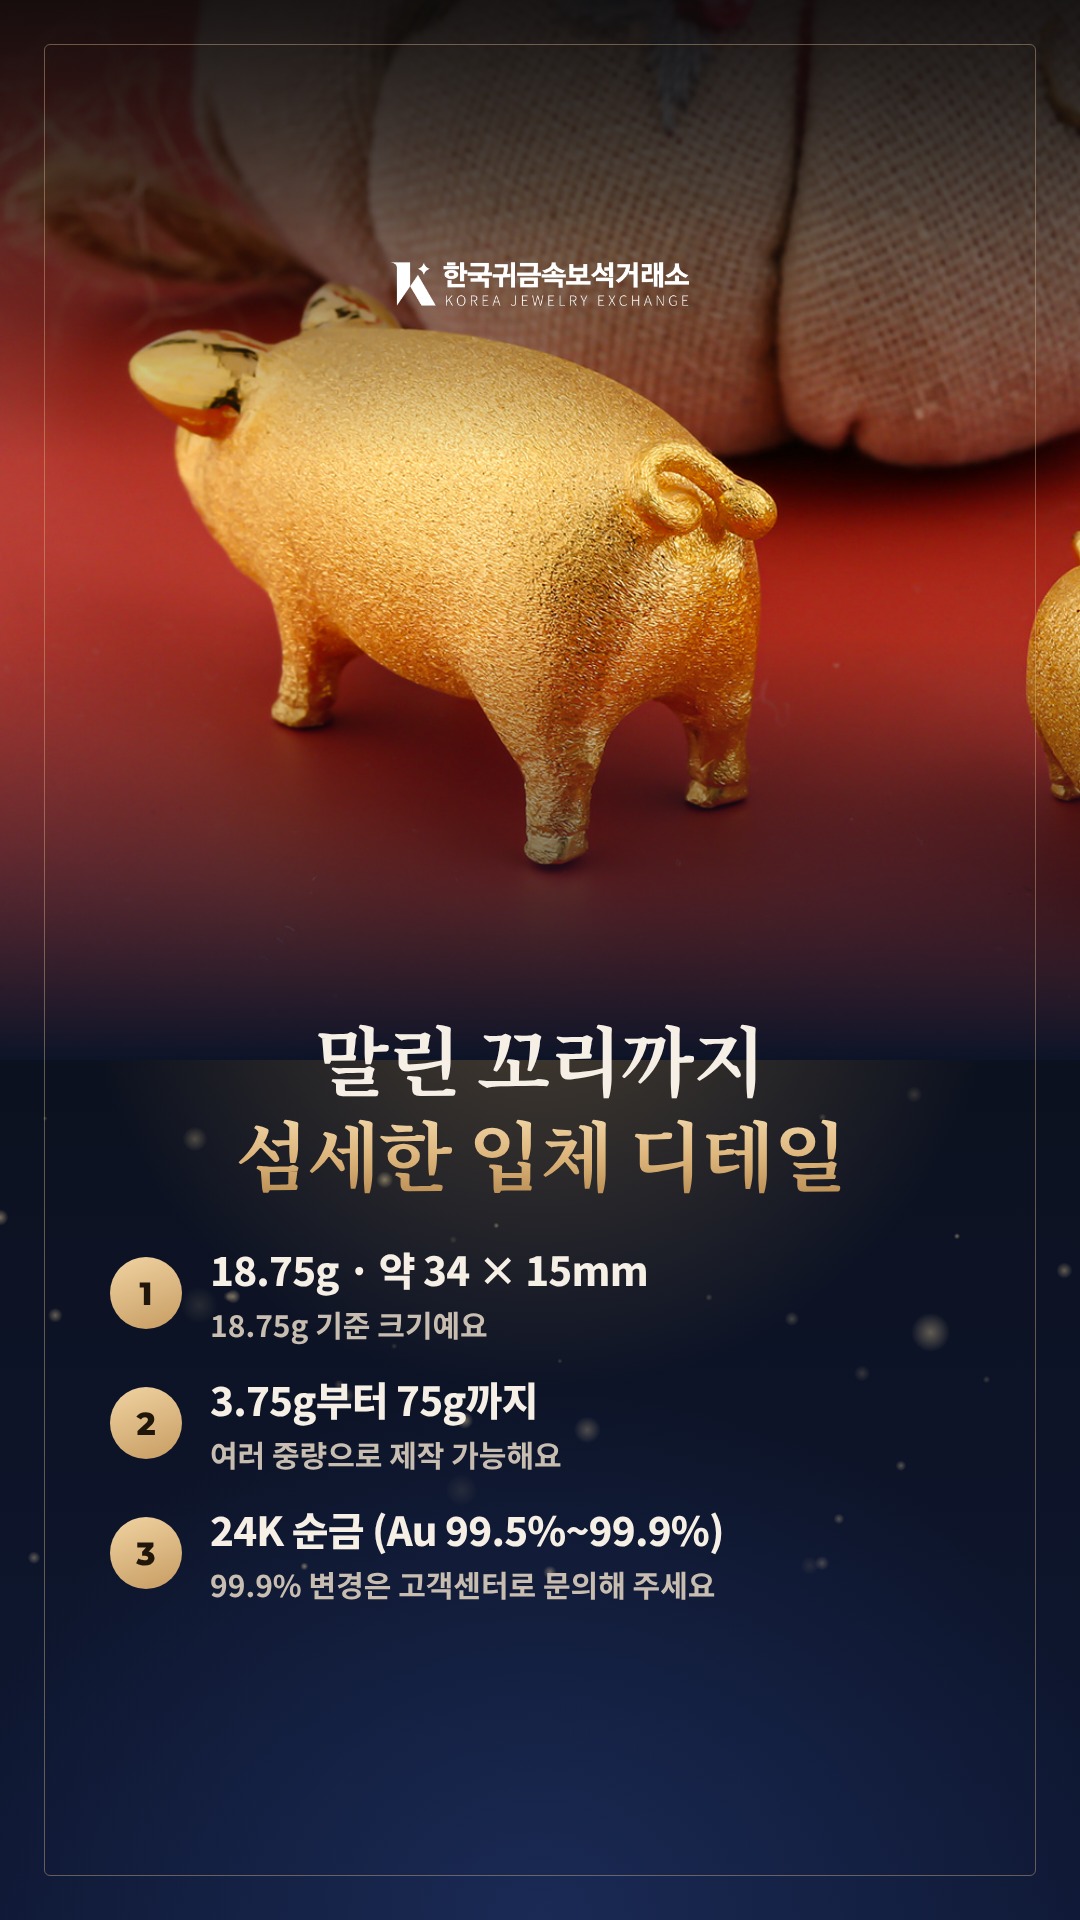 한국귀금속보석거래소
KOREA JEWELRY EXCHANGE
말린 꼬리까지
섬세한 입체 디테일
1
18.75g · 약 34 × 15mm
18.75g 기준 크기예요
2
3.75g부터 75g까지
여러 중량으로 제작 가능해요
3
24K 순금 (Au 99.5%~99.9%)
99.9% 변경은 고객센터로 문의해 주세요